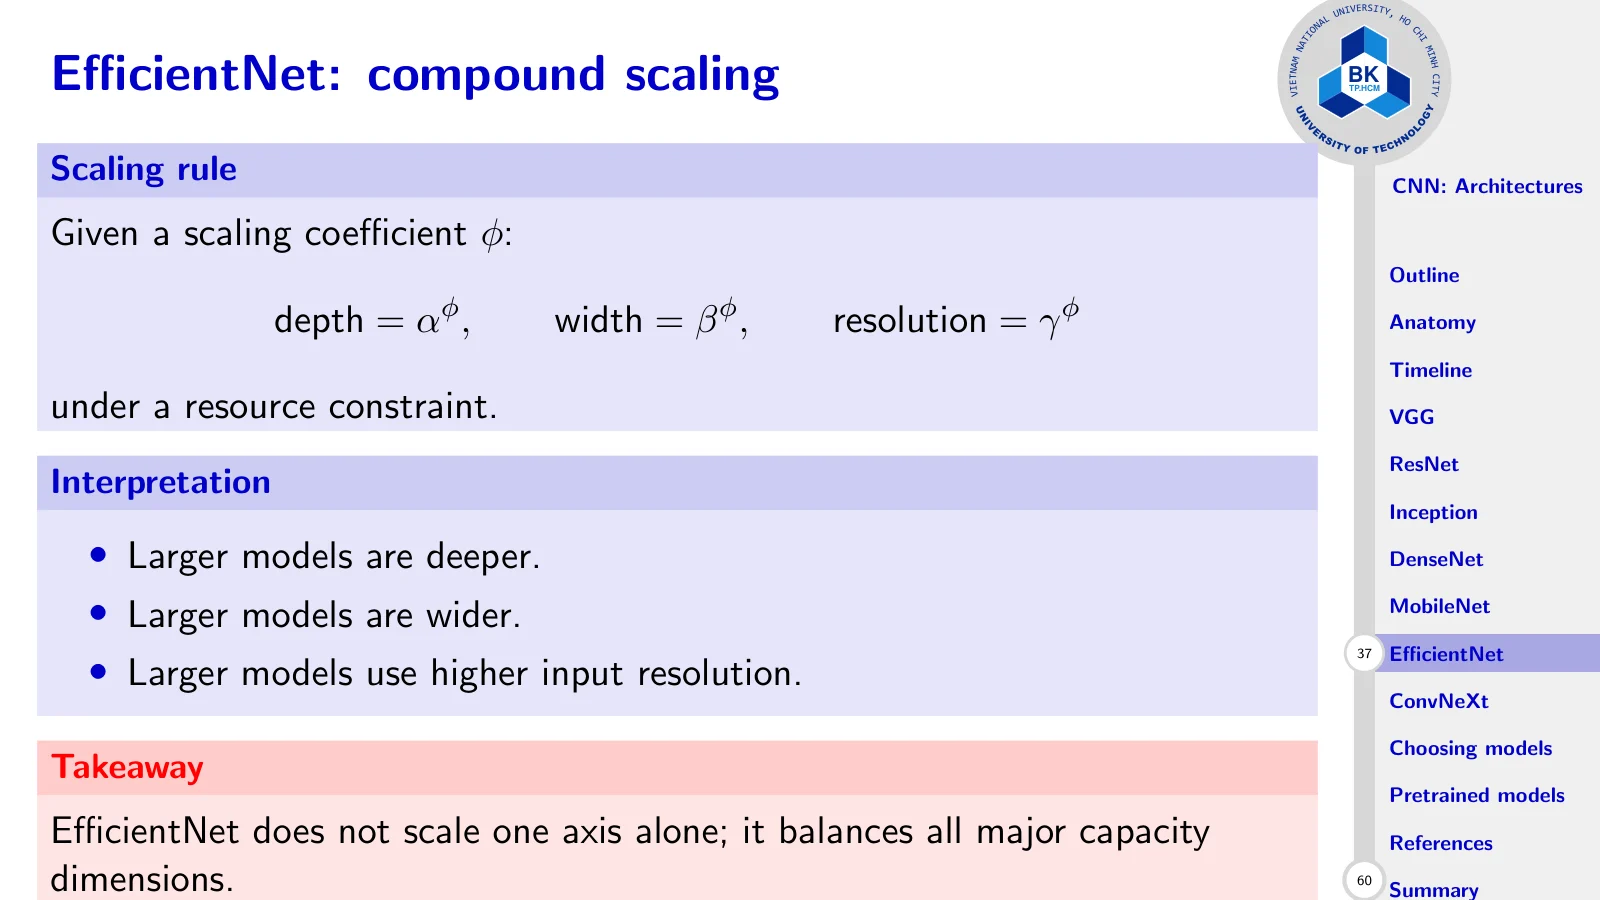 EfficientNet: compound scaling
Scaling rule
Given a scaling coefficient ϕ:
depth = α^ϕ, width = β^ϕ, resolution = γ^ϕ
under a resource constraint.
Interpretation
• Larger models are deeper.
• Larger models are wider.
• Larger models use higher input resolution.
Takeaway
EfficientNet does not scale one axis alone; it balances all major capacity
dimensions.
VIETNAM NATIONAL UNIVERSITY, HO CHI MINH CITY
BK
TP.HCM
UNIVERSITY OF TECHNOLOGY
CNN: Architectures
Outline
Anatomy
Timeline
VGG
ResNet
Inception
DenseNet
MobileNet
37 EfficientNet
ConvNeXt
Choosing models
Pretrained models
References
60 Summary